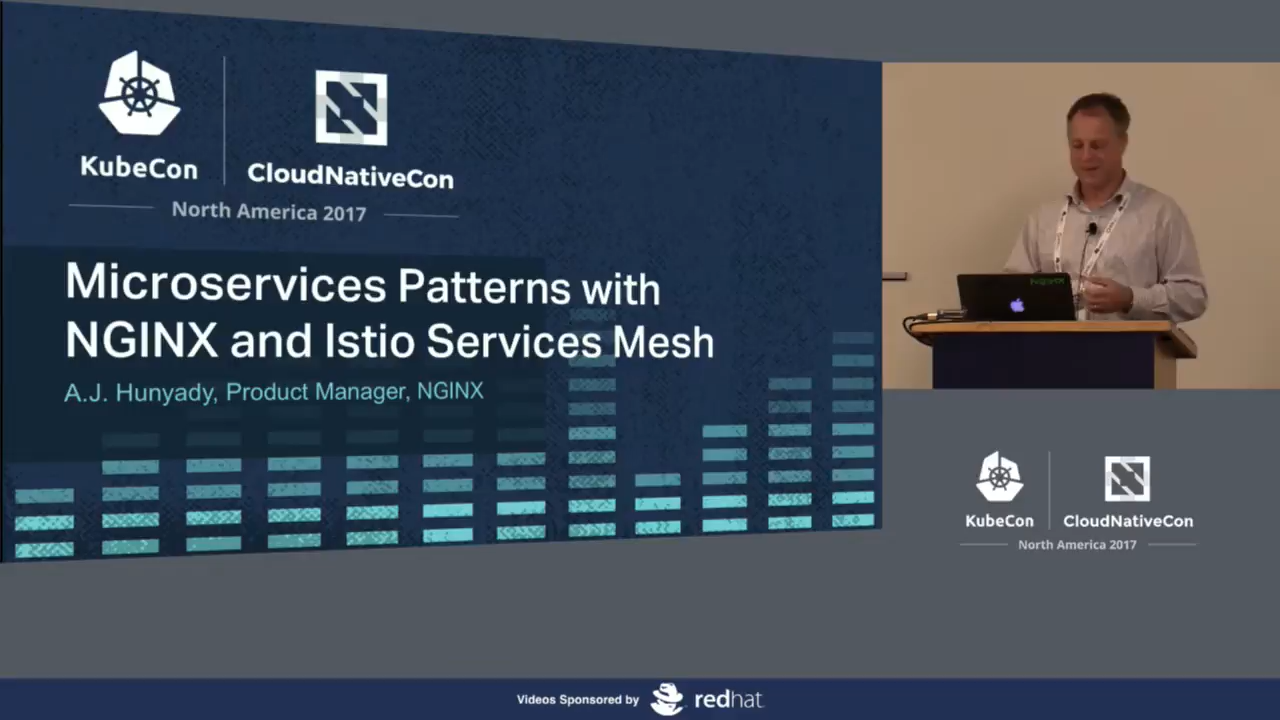 KubeCon
CloudNativeCon
North America 2017
Microservices Patterns with
NGINX and Istio Services Mesh
A.J. Hunyady, Product Manager, NGINX
NGINX
KubeCon
CloudNativeCon
North America 2017
Videos Sponsored by
redhat